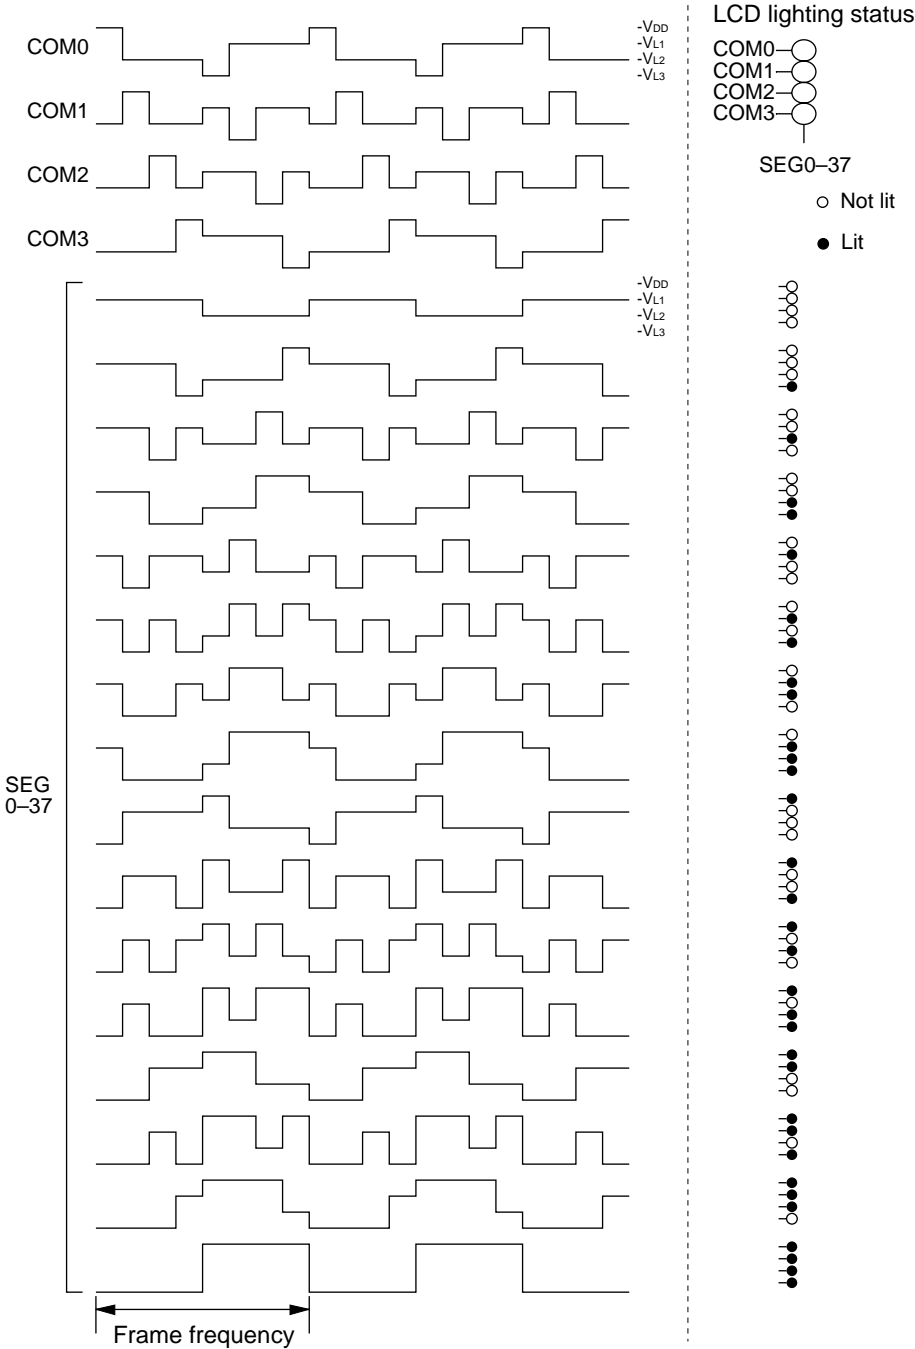 LCD lighting status
COM0
-VDD
-VL1
-VL2
-VL3
COM0
COM1
COM2
COM3
SEG0–37
COM1
COM2
Not lit
COM3
Lit
-VDD
-VL1
-VL2
-VL3
SEG
0–37
Frame frequency